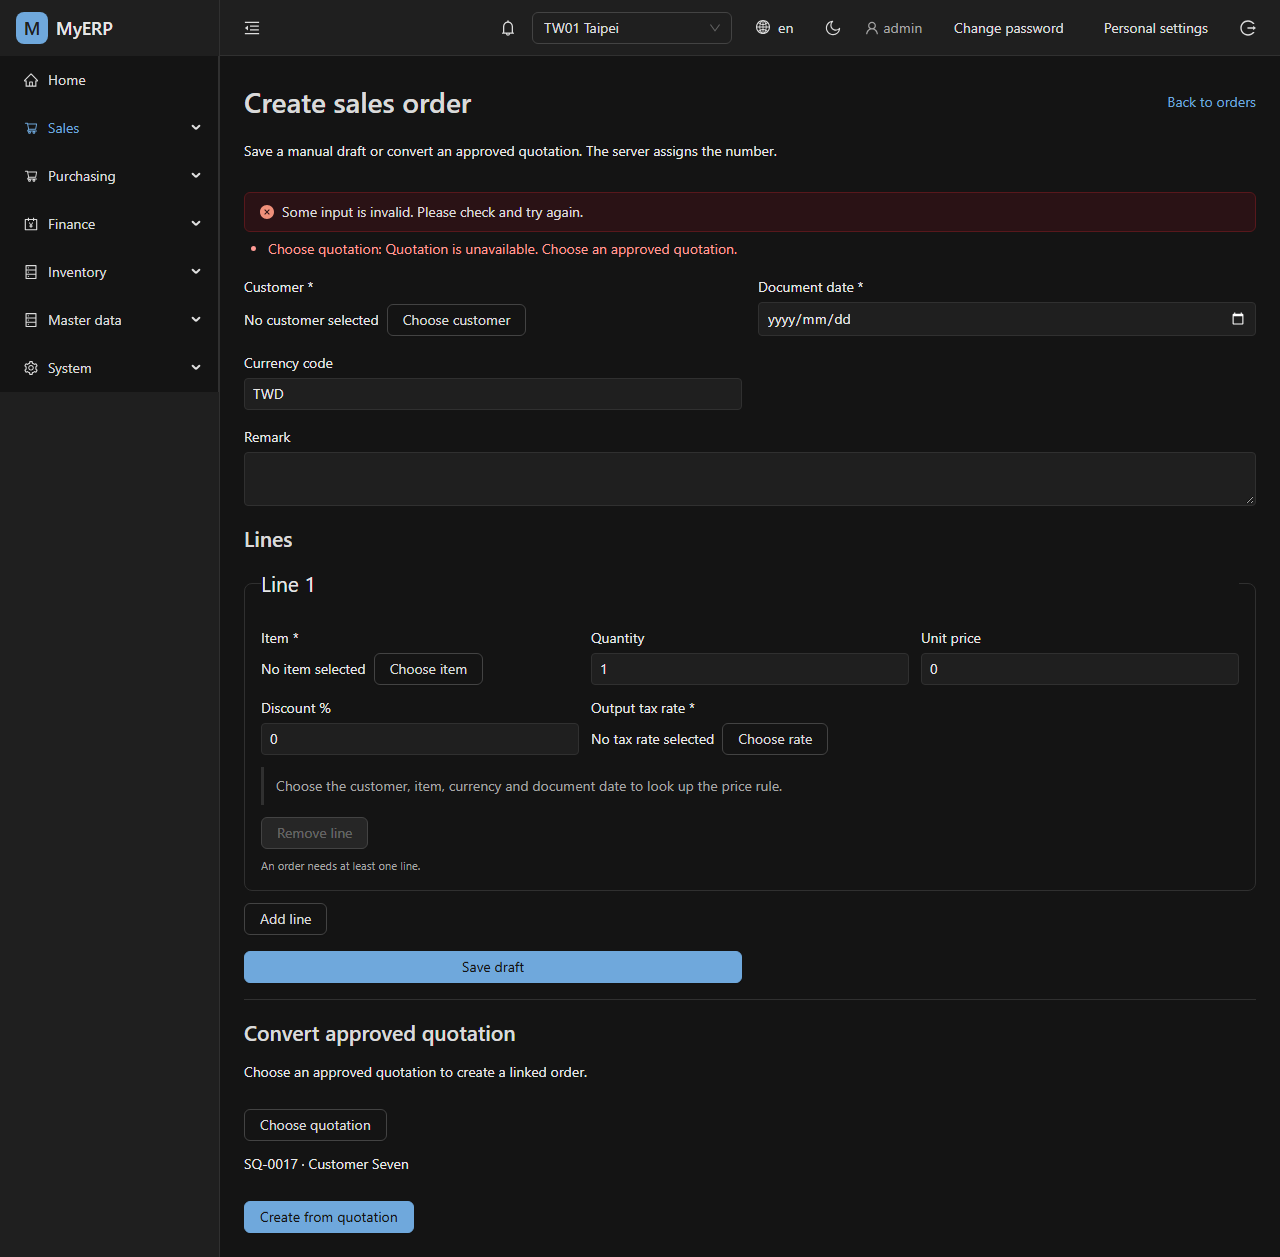 M MyERP
TW01 Taipei
en
admin
Change password
Personal settings
Home
Sales
Purchasing
Finance
Inventory
Master data
System
Create sales order
Back to orders
Save a manual draft or convert an approved quotation. The server assigns the number.
Some input is invalid. Please check and try again.
• Choose quotation: Quotation is unavailable. Choose an approved quotation.
Customer *
No customer selected
Choose customer
Document date *
yyyy/mm/dd
Currency code
TWD
Remark
Lines
Line 1
Item *
No item selected
Choose item
Quantity
1
Unit price
0
Discount %
0
Output tax rate *
No tax rate selected
Choose rate
Choose the customer, item, currency and document date to look up the price rule.
Remove line
An order needs at least one line.
Add line
Save draft
Convert approved quotation
Choose an approved quotation to create a linked order.
Choose quotation
SQ-0017 · Customer Seven
Create from quotation